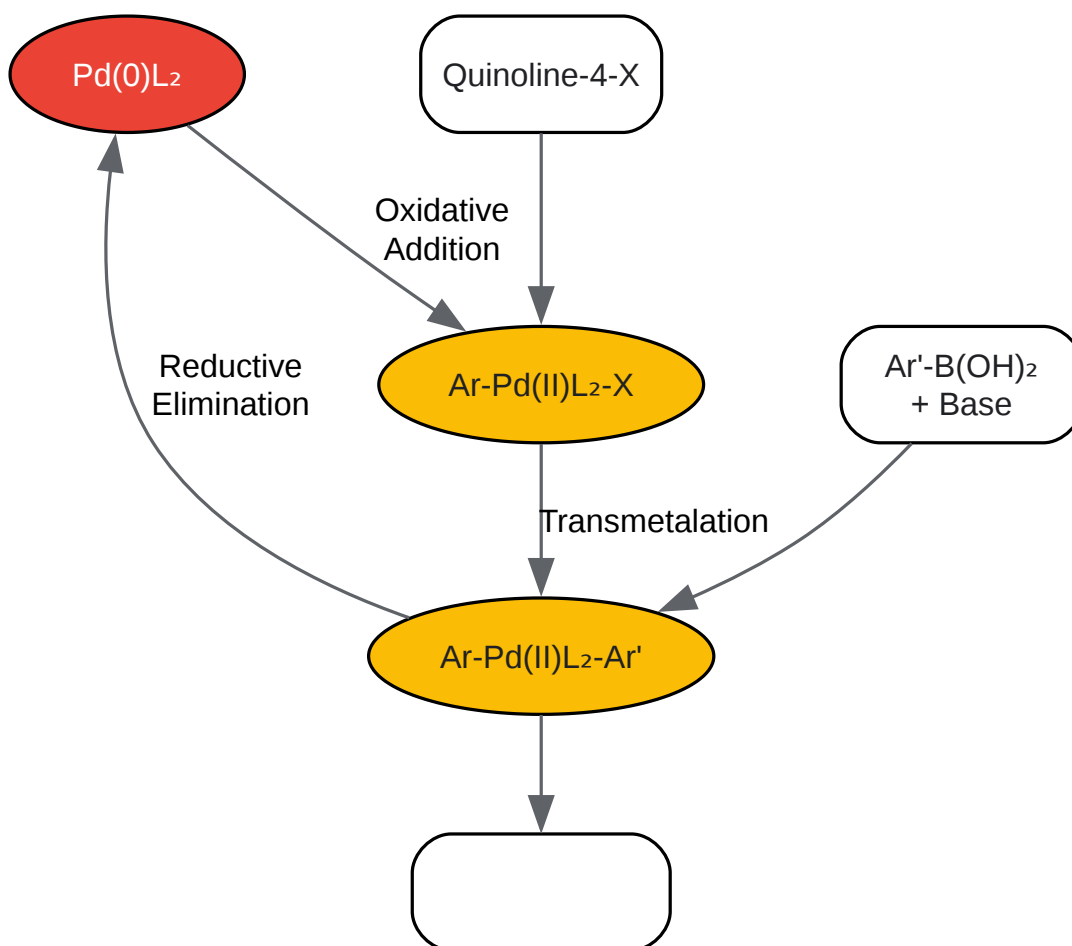 Pd(0)L₂
Quinoline-4-X
Oxidative
Addition
Reductive
Elimination
Ar-Pd(II)L₂-X
Ar'-B(OH)₂
+ Base
Transmetalation
Ar-Pd(II)L₂-Ar'